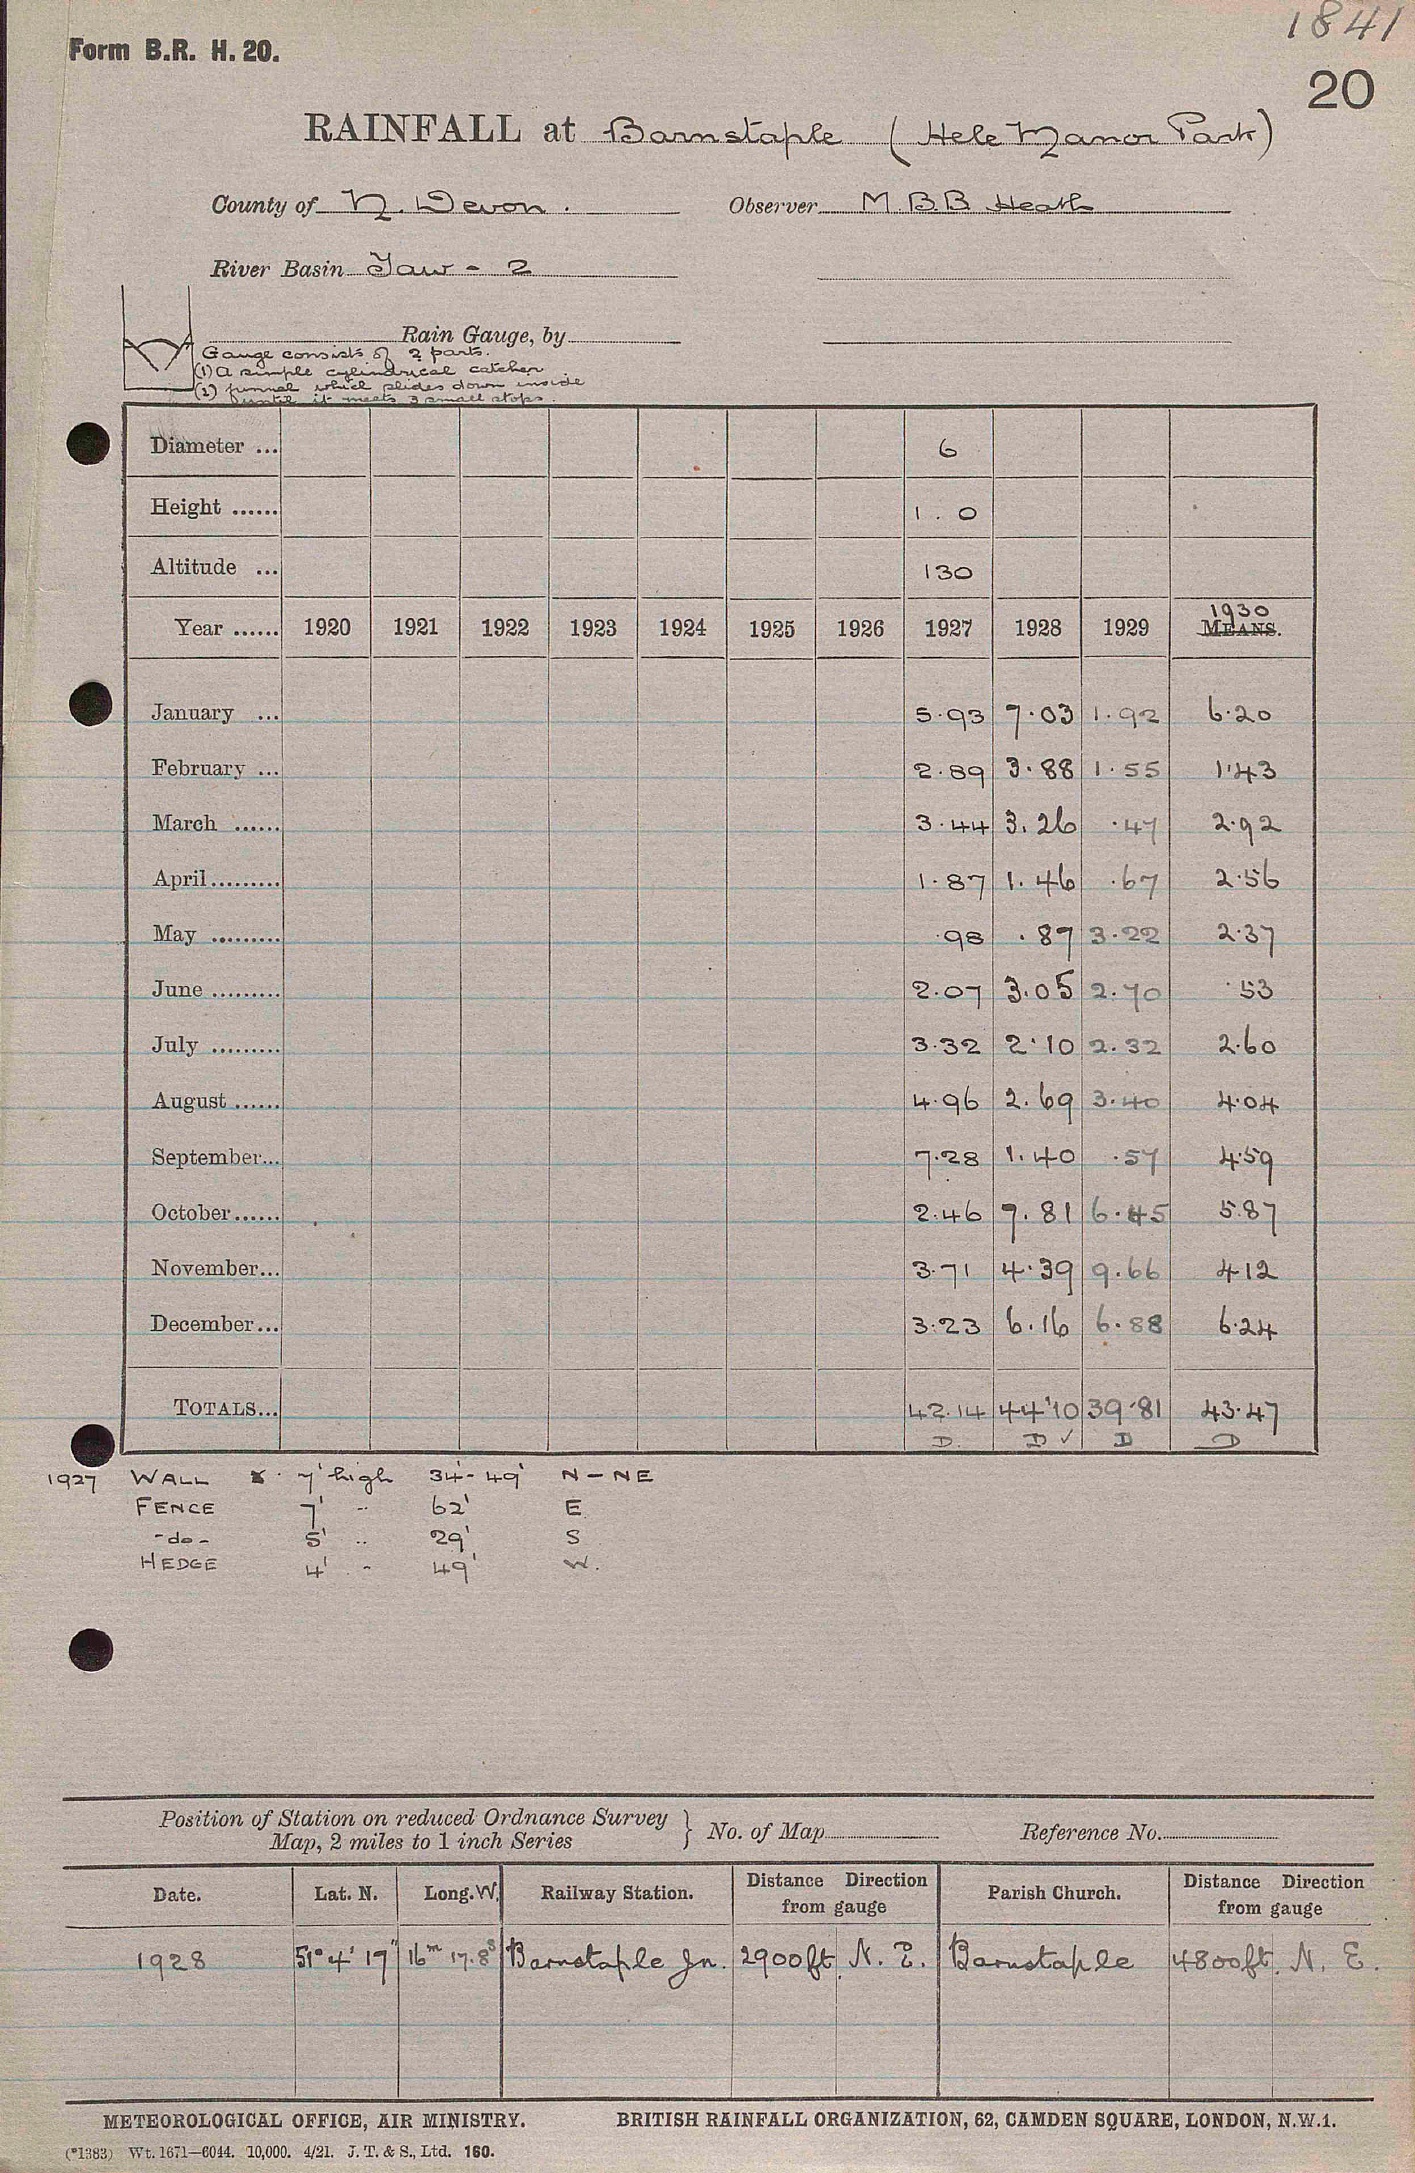 1841
Form B.R. H. 20.
20
RAINFALL at Barnstaple (Hele Manor Park)
County of N. Devon. Observer M B.B. Heath
River Basin Taw - 2
Rain Gauge, by
Gauge consists of 2 parts.
(1) A simple cylindrical catcher
(2) funnel which slides down inside
until it meets 3 small stops.
Diameter ... 6
Height ...... 1.0
Altitude ... 130
Year ...... 1920 1921 1922 1923 1924 1925 1926 1927 1928 1929 1930 MEANS.
January ... 5.93 7.03 1.92 6.20
February ... 2.89 3.88 1.55 1.43
March ...... 3.44 3.26 .47 2.92
April ......... 1.87 1.46 .67 2.56
May ......... .98 .87 3.22 2.37
June ......... 2.07 3.05 2.70 .53
July ......... 3.32 2.10 2.32 2.60
August ...... 4.96 2.69 3.40 4.04
September... 7.28 1.40 .57 4.59
October...... 2.46 7.81 6.45 5.87
November... 3.71 4.39 9.66 4.12
December... 3.23 6.16 6.88 6.24
TOTALS... 42.14 44.10 39.81 43.47
D. D ✓ D D
1927 WALL 7' high 34'-49' N-NE
FENCE 7' " 62' E
-do- 5' " 29' S
HEDGE 4' " 49' W.
Position of Station on reduced Ordnance Survey
Map, 2 miles to 1 inch Series } No. of Map Reference No.
Date. Lat. N. Long. W. Railway Station. Distance Direction from gauge Parish Church. Distance Direction from gauge
1928 51° 4' 17" 16m 17.8s Barnstaple Jn. 2900ft N. E. Barnstaple 4800ft. N. E.
METEOROLOGICAL OFFICE, AIR MINISTRY. BRITISH RAINFALL ORGANIZATION, 62, CAMDEN SQUARE, LONDON, N.W.1.
(*1383) Wt. 1671—6044. 10,000. 4/21. J. T. & S., Ltd. 160.